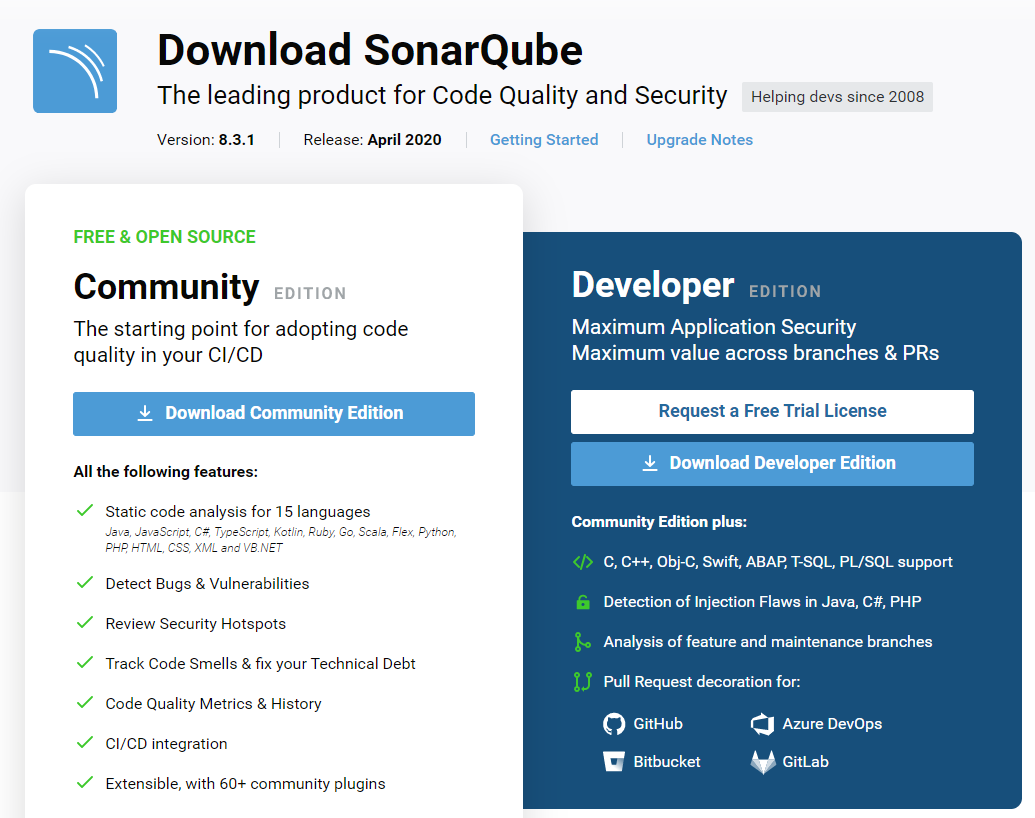 Download SonarQube
The leading product for Code Quality and Security Helping devs since 2008
Version: 8.3.1 Release: April 2020 Getting Started Upgrade Notes
FREE & OPEN SOURCE
Community EDITION
The starting point for adopting code
quality in your CI/CD
Download Community Edition
All the following features:
Static code analysis for 15 languages
Java, JavaScript, C#, TypeScript, Kotlin, Ruby, Go, Scala, Flex, Python,
PHP, HTML, CSS, XML and VB.NET
Detect Bugs & Vulnerabilities
Review Security Hotspots
Track Code Smells & fix your Technical Debt
Code Quality Metrics & History
CI/CD integration
Extensible, with 60+ community plugins
Developer EDITION
Maximum Application Security
Maximum value across branches & PRs
Request a Free Trial License
Download Developer Edition
Community Edition plus:
C, C++, Obj-C, Swift, ABAP, T-SQL, PL/SQL support
Detection of Injection Flaws in Java, C#, PHP
Analysis of feature and maintenance branches
Pull Request decoration for:
GitHub Azure DevOps
Bitbucket GitLab